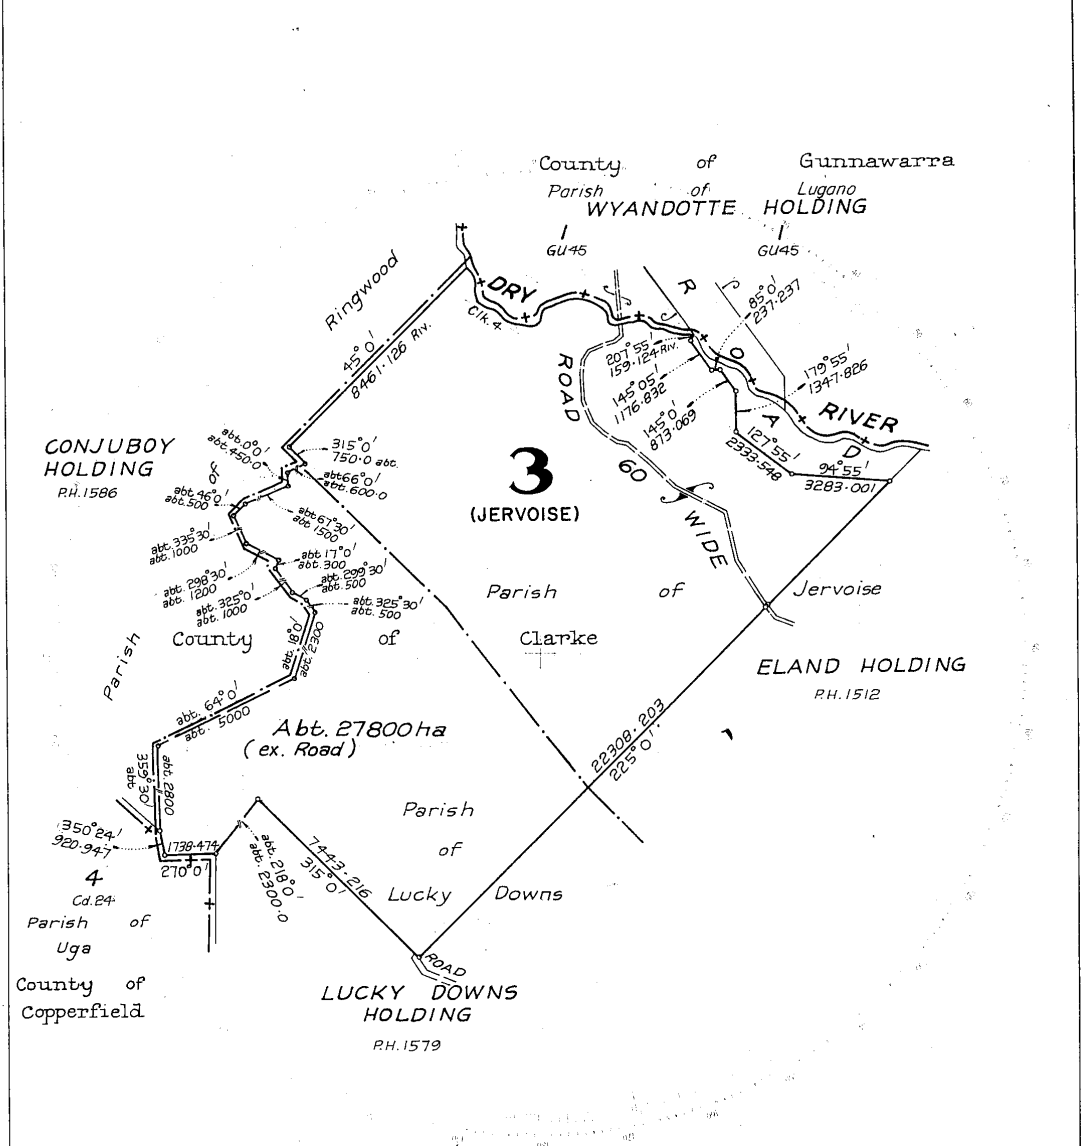 County of Gunnawarra
Parish of Lugano
WYANDOTTE HOLDING
1
GU45
1
GU45
Ringwood
DRY
Clk. 4
R
O
A
D
RIVER
85°0'
237·237
45°0'
8461·126 Riv.
207°55'
159·124 Riv.
145°05'
1176·832
145°0'
873·069
179°55'
1347·826
127°55'
2333·548
94°55'
3283·001
ROAD
60
WIDE
CONJUBOY
HOLDING
P.H.1586
of
abt.0°0'
abt.450·0
315°0'
750·0 abt.
abt66°0'
abt.600·0
abt 46°0'
abt.500
abt67°30'
abt 1500
abt 335°30'
abt.1000
abt 17°0'
abt.300
abt. 298°30'
abt. 1200
abt 299°30'
abt.500
abt.325°0'
abt. 1000
abt.325°30'
abt. 500
3
(JERVOISE)
Parish of Jervoise
County of Clarke
Parish
abt. 18°0'
abt. 2300
ELAND HOLDING
P.H.1512
abt. 64°0'
abt. 5000
Abt. 27800ha
(ex. Road)
22308·203
225°0'
abt
359°30'
abt 2800
350°24'
920·947
1738·474
270°0'
abt. 218°0'
abt. 2300·0
7443·216
315°0'
Parish
of
Lucky Downs
4
Cd.24
Parish of
Uga
County of
Copperfield
ROAD
LUCKY DOWNS
HOLDING
P.H.1579